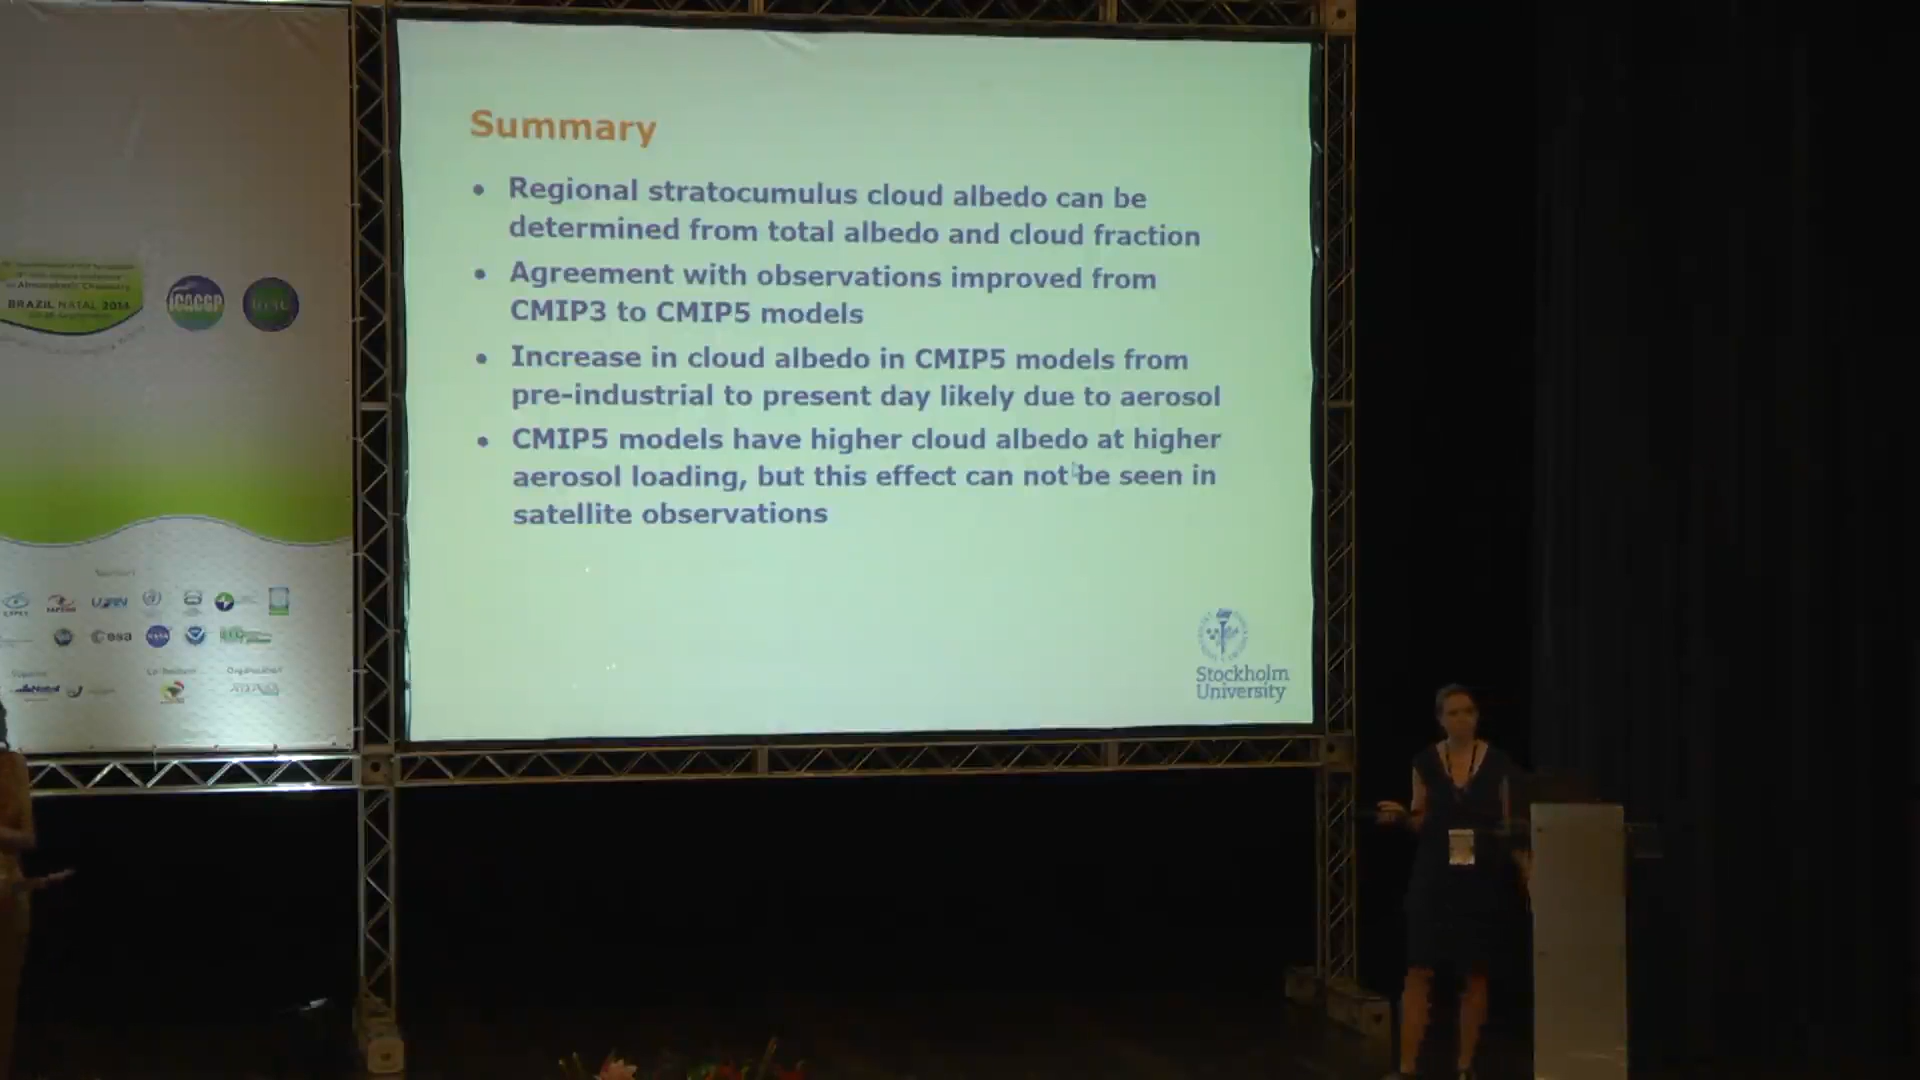 Summary
• Regional stratocumulus cloud albedo can be
determined from total albedo and cloud fraction
• Agreement with observations improved from
CMIP3 to CMIP5 models
• Increase in cloud albedo in CMIP5 models from
pre-industrial to present day likely due to aerosol
• CMIP5 models have higher cloud albedo at higher
aerosol loading, but this effect can not be seen in
satellite observations
Stockholm
University
BRAZIL NATAL 2014
iCACGP
esa
NASA